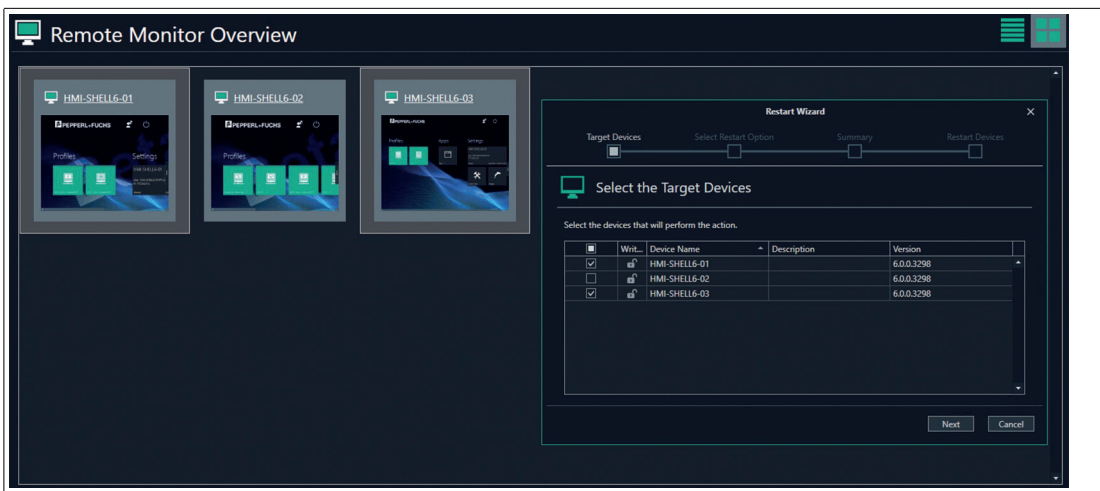 Remote Monitor Overview
HMI-SHELL6-01
HMI-SHELL6-02
HMI-SHELL6-03
PEPPERL+FUCHS
Profiles
Settings
PEPPERL+FUCHS
Profiles
PEPPERL+FUCHS
Profiles
Apps
Settings
Restart Wizard
Target Devices
Select Restart Option
Summary
Restart Devices
Select the Target Devices
Select the devices that will perform the action.
Writ... Device Name Description Version
HMI-SHELL6-01 6.0.0.3298
HMI-SHELL6-02 6.0.0.3298
HMI-SHELL6-03 6.0.0.3298
Next Cancel